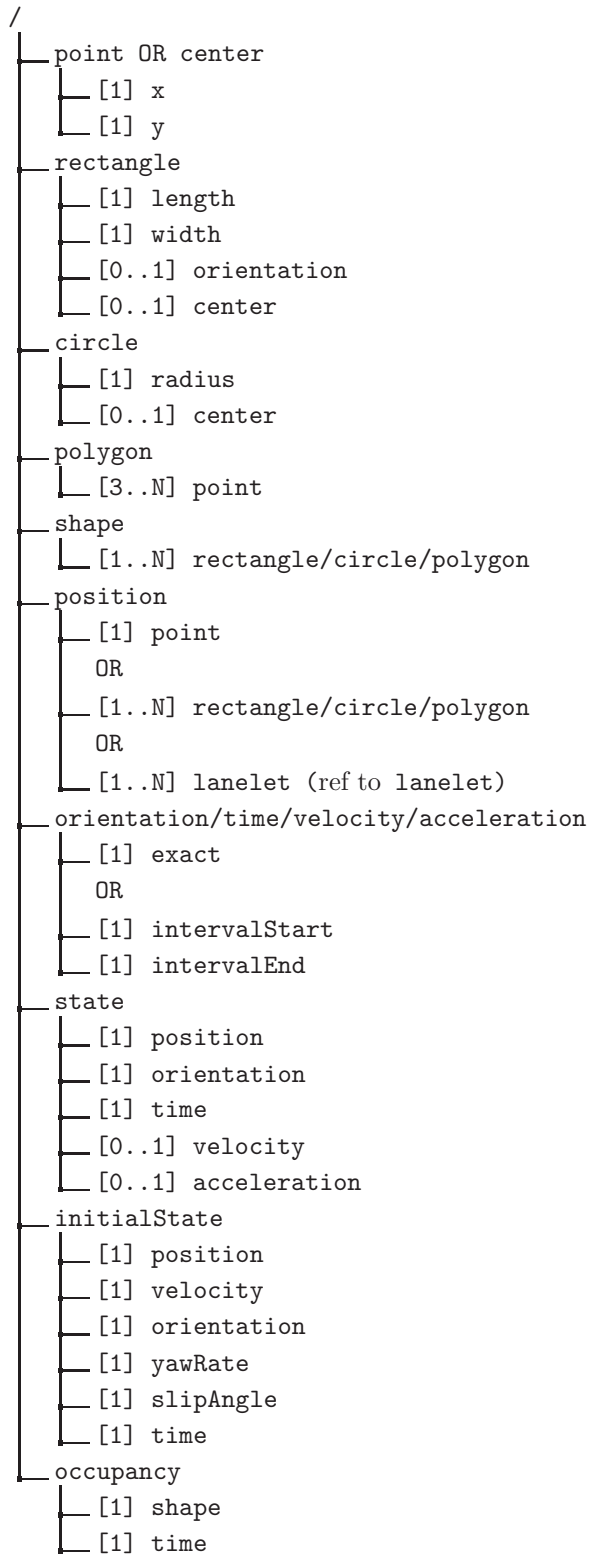 /
point OR center
[1] x
[1] y
rectangle
[1] length
[1] width
[0..1] orientation
[0..1] center
circle
[1] radius
[0..1] center
polygon
[3..N] point
shape
[1..N] rectangle/circle/polygon
position
[1] point
OR
[1..N] rectangle/circle/polygon
OR
[1..N] lanelet (ref to lanelet)
orientation/time/velocity/acceleration
[1] exact
OR
[1] intervalStart
[1] intervalEnd
state
[1] position
[1] orientation
[1] time
[0..1] velocity
[0..1] acceleration
initialState
[1] position
[1] velocity
[1] orientation
[1] yawRate
[1] slipAngle
[1] time
occupancy
[1] shape
[1] time